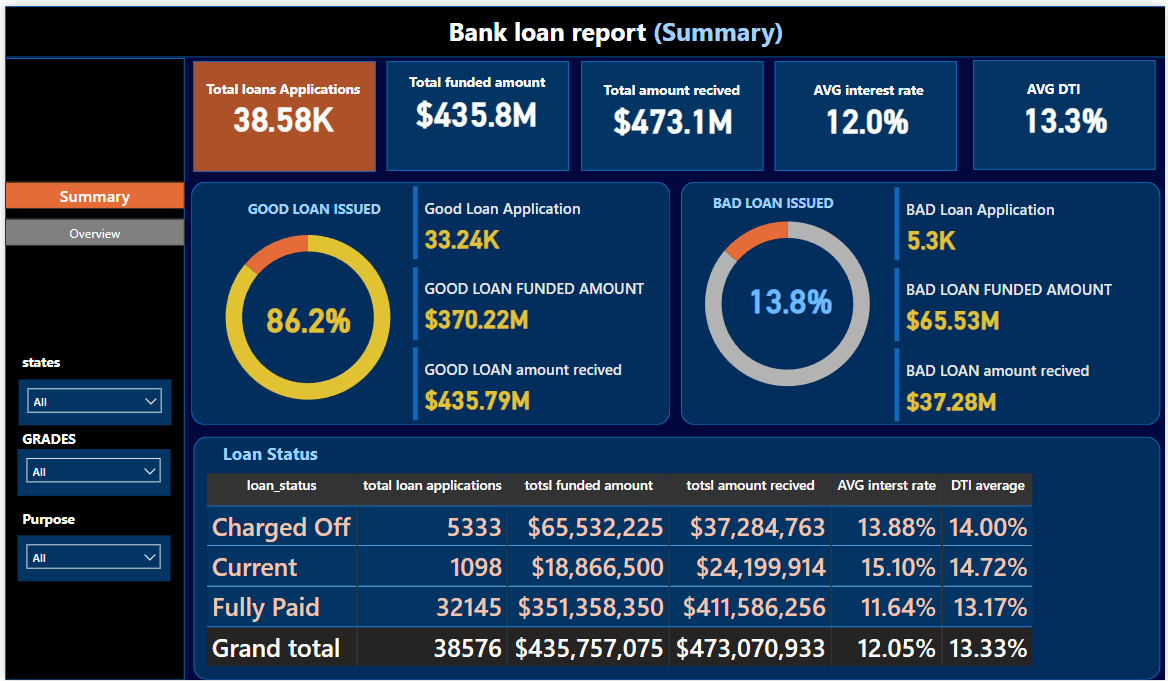 Bank loan report (Summary)
Total loans Applications
38.58K
Total funded amount
$435.8M
Total amount recived
$473.1M
AVG interest rate
12.0%
AVG DTI
13.3%
Summary
Overview
states
All
GRADES
All
Purpose
All
GOOD LOAN ISSUED
86.2%
Good Loan Application
33.24K
GOOD LOAN FUNDED AMOUNT
$370.22M
GOOD LOAN amount recived
$435.79M
BAD LOAN ISSUED
13.8%
BAD Loan Application
5.3K
BAD LOAN FUNDED AMOUNT
$65.53M
BAD LOAN amount recived
$37.28M
Loan Status
loan_status total loan applications totsl funded amount totsl amount recived AVG interst rate DTI average
Charged Off 5333 $65,532,225 $37,284,763 13.88% 14.00%
Current 1098 $18,866,500 $24,199,914 15.10% 14.72%
Fully Paid 32145 $351,358,350 $411,586,256 11.64% 13.17%
Grand total 38576 $435,757,075 $473,070,933 12.05% 13.33%